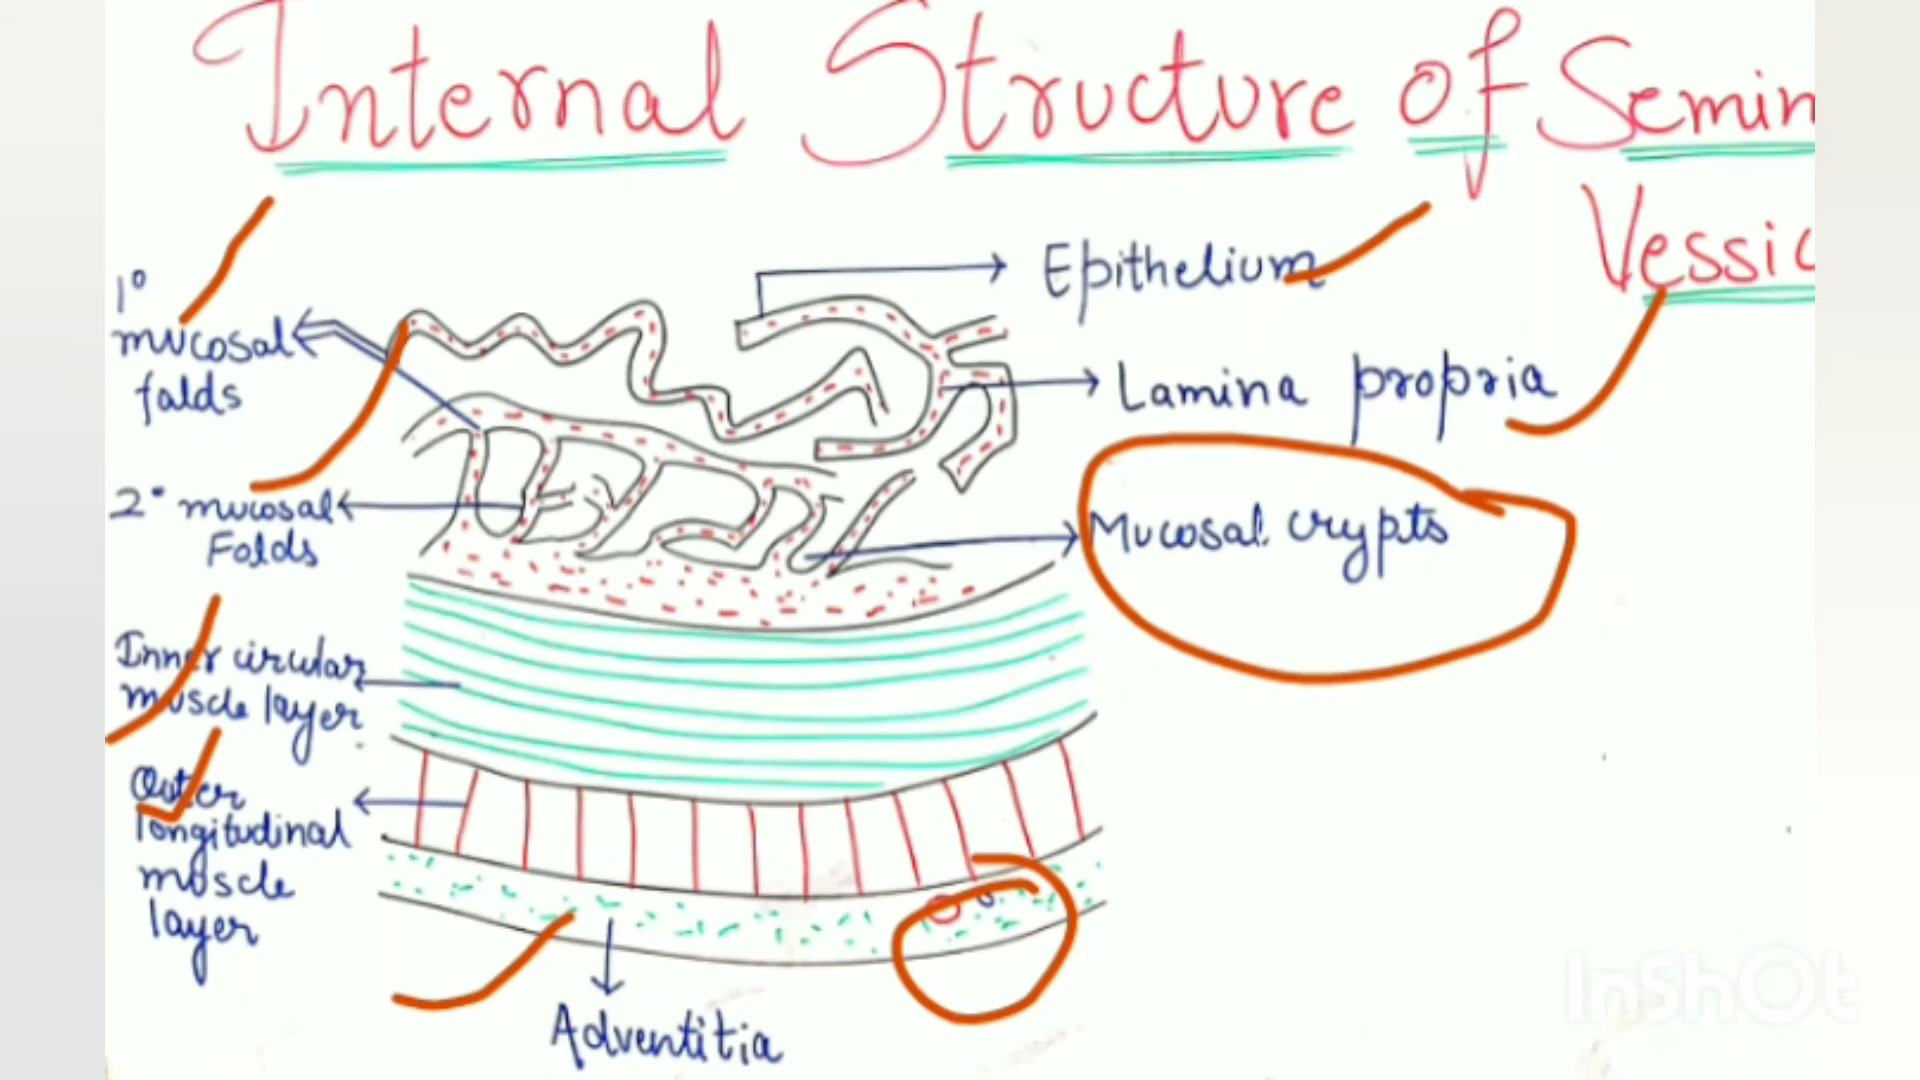 Internal Structure of Semin
Vessic
Epithelium
1°
mucosal
falds
Lamina propria
2° mucosal
Folds
Mucosal crypts
Inner circular
muscle layer
Outer
longitudinal
muscle
layer
Adventitia
InShOt